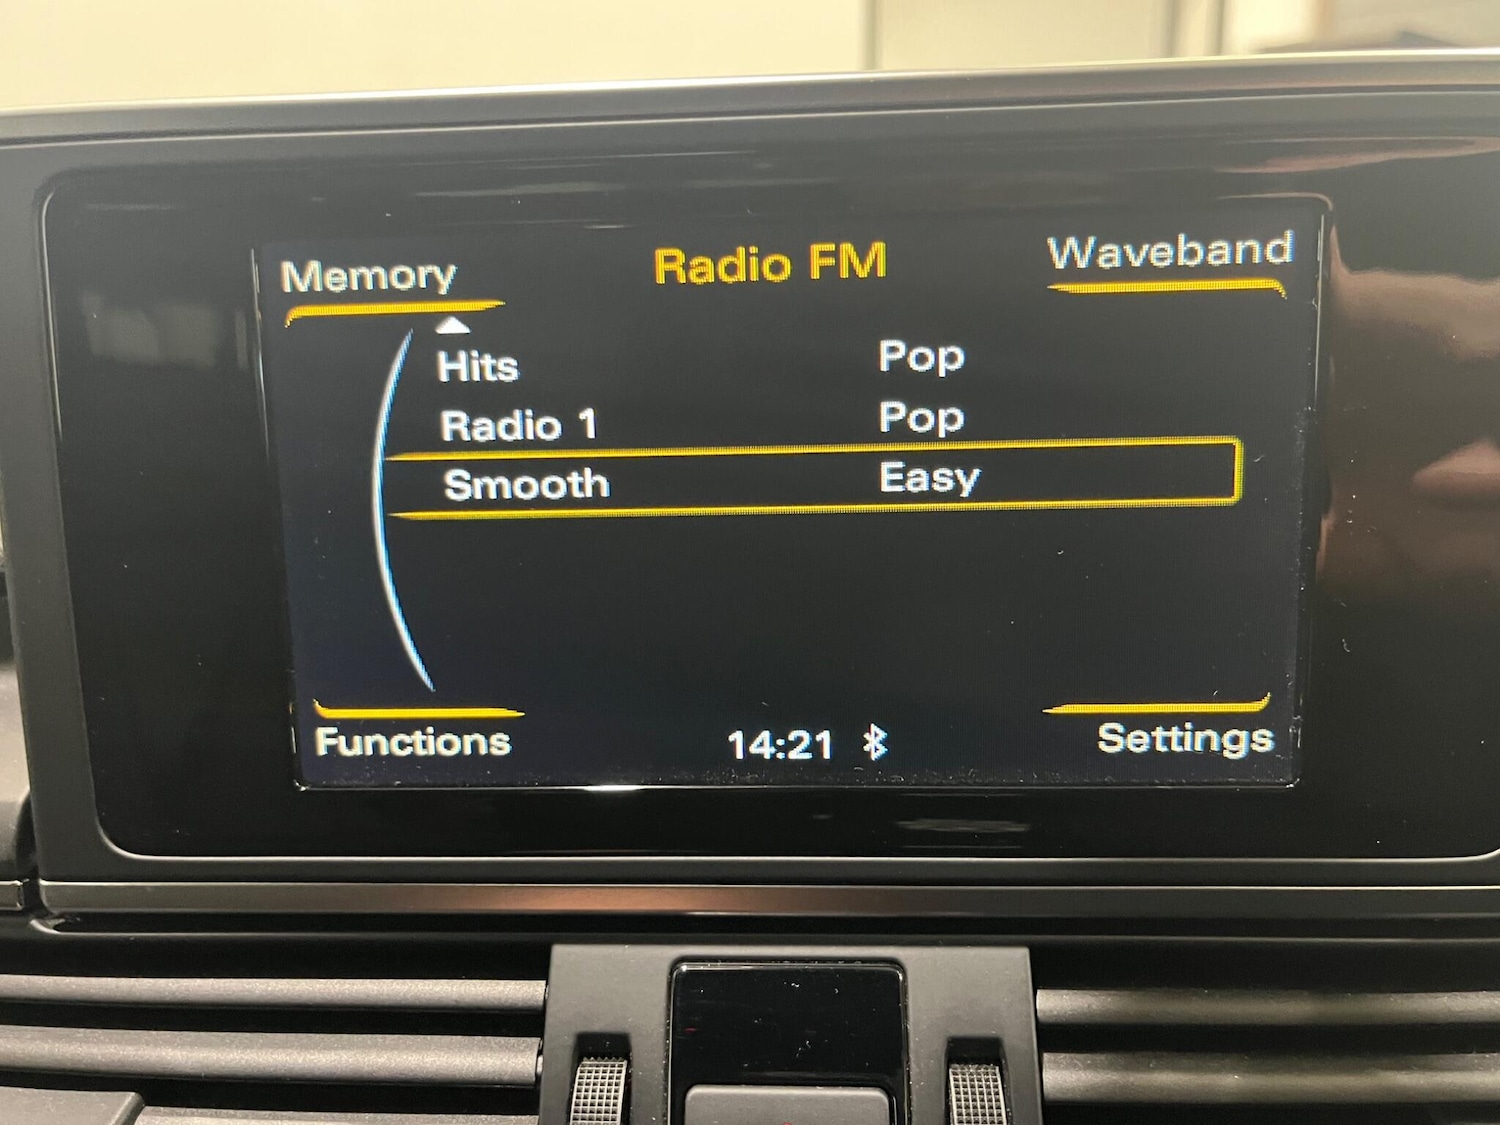 Memory Radio FM Waveband
Hits Pop
Radio 1 Pop
Smooth Easy
Functions 14:21 Settings